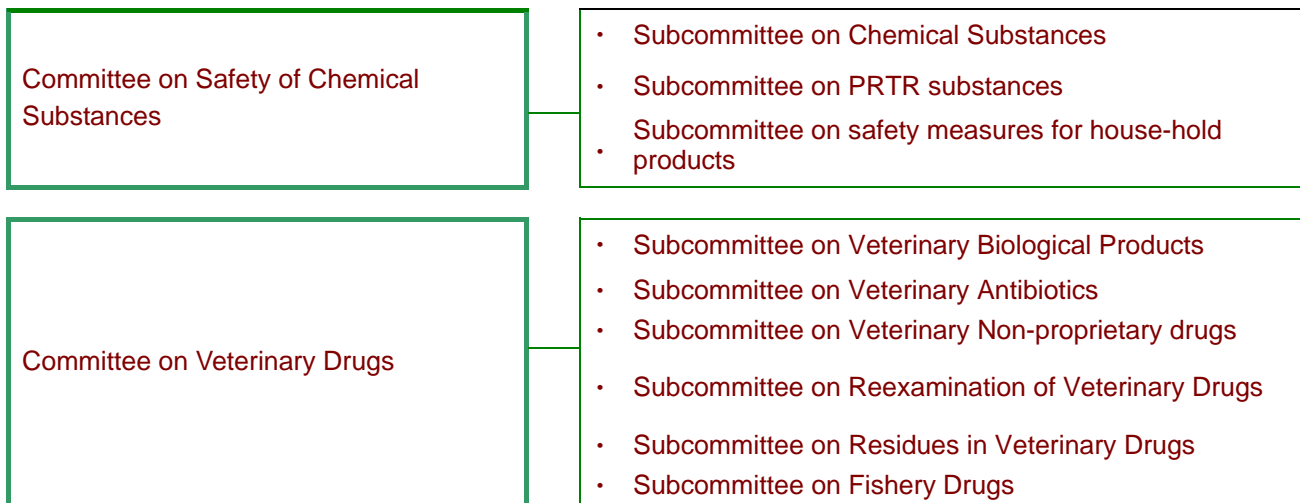 Committee on Safety of Chemical
Substances
・ Subcommittee on Chemical Substances
・ Subcommittee on PRTR substances
・ Subcommittee on safety measures for house-hold
products
Committee on Veterinary Drugs
・ Subcommittee on Veterinary Biological Products
・ Subcommittee on Veterinary Antibiotics
・ Subcommittee on Veterinary Non-proprietary drugs
・ Subcommittee on Reexamination of Veterinary Drugs
・ Subcommittee on Residues in Veterinary Drugs
・ Subcommittee on Fishery Drugs